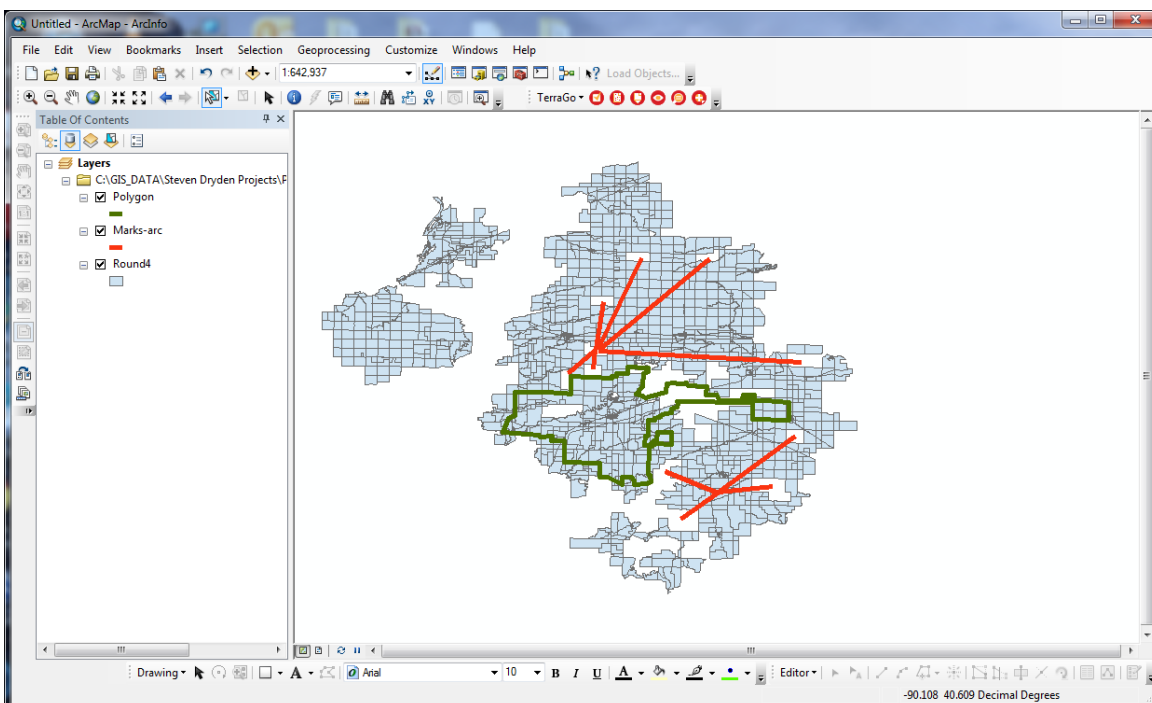 Untitled - ArcMap - ArcInfo
File Edit View Bookmarks Insert Selection Geoprocessing Customize Windows Help
1:642,937 Load Objects...
TerraGo
Table Of Contents
Layers
C:\GIS_DATA\Steven Dryden Projects\F
Polygon
Marks-arc
Round4
Drawing Arial 10 B I U A Editor
-90.108 40.609 Decimal Degrees